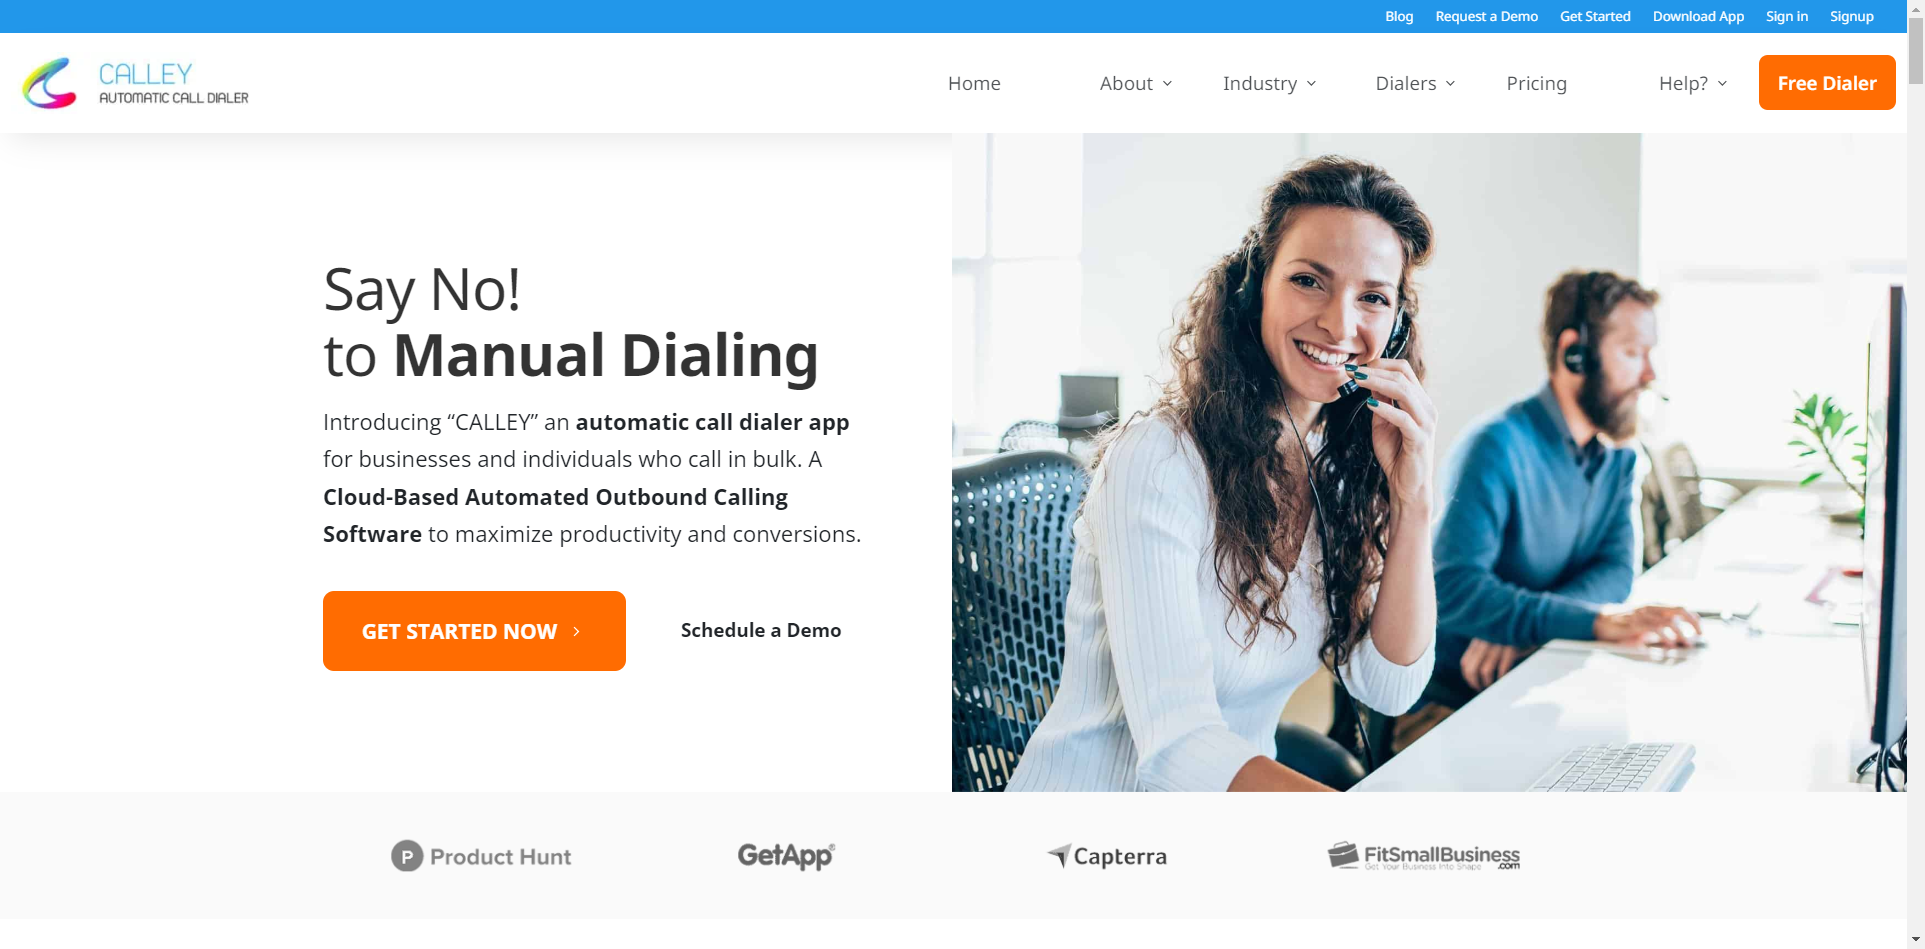 Blog Request a Demo Get Started Download App Sign in Signup
CALLEY
AUTOMATIC CALL DIALER
Home About Industry Dialers Pricing Help? Free Dialer
Say No!
to Manual Dialing
Introducing “CALLEY” an automatic call dialer app
for businesses and individuals who call in bulk. A
Cloud-Based Automated Outbound Calling
Software to maximize productivity and conversions.
GET STARTED NOW
Schedule a Demo
P Product Hunt
GetApp®
Capterra
FitSmallBusiness
.com
Get Your Business Into Shape